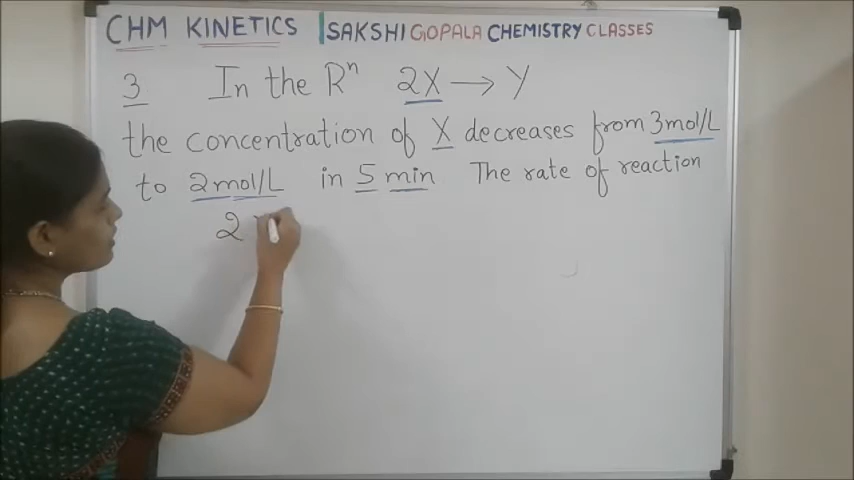 CHM KINETICS SAKSHI GOPALA CHEMISTRY CLASSES
3 In the Rⁿ 2X → Y
the concentration of X decreases from 3mol/L
to 2mol/L in 5 min The rate of reaction
2